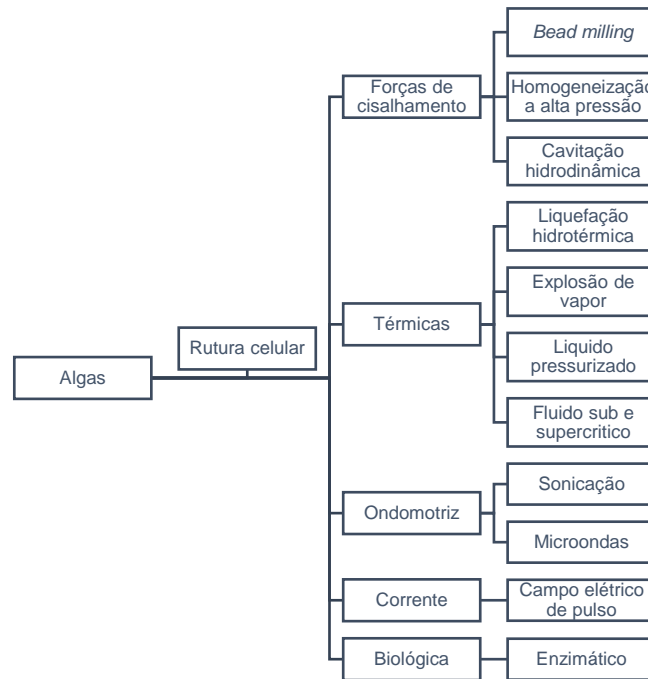 Algas
Rutura celular
Forças de
cisalhamento
Bead milling
Homogeneização
a alta pressão
Cavitação
hidrodinâmica
Térmicas
Liquefação
hidrotérmica
Explosão de
vapor
Liquido
pressurizado
Fluido sub e
supercritico
Ondomotriz
Sonicação
Microondas
Corrente
Campo elétrico
de pulso
Biológica
Enzimático